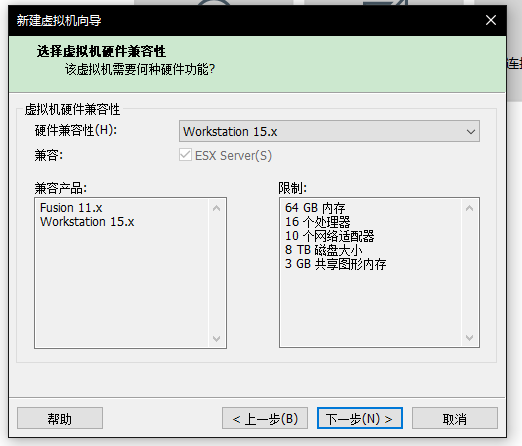 新建虚拟机向导
选择虚拟机硬件兼容性
该虚拟机需要何种硬件功能?
连接
虚拟机硬件兼容性
硬件兼容性(H): Workstation 15.x
兼容: ESX Server(S)
兼容产品: 限制:
Fusion 11.x
Workstation 15.x
64 GB 内存
16 个处理器
10 个网络适配器
8 TB 磁盘大小
3 GB 共享图形内存
帮助 < 上一步(B) 下一步(N) > 取消